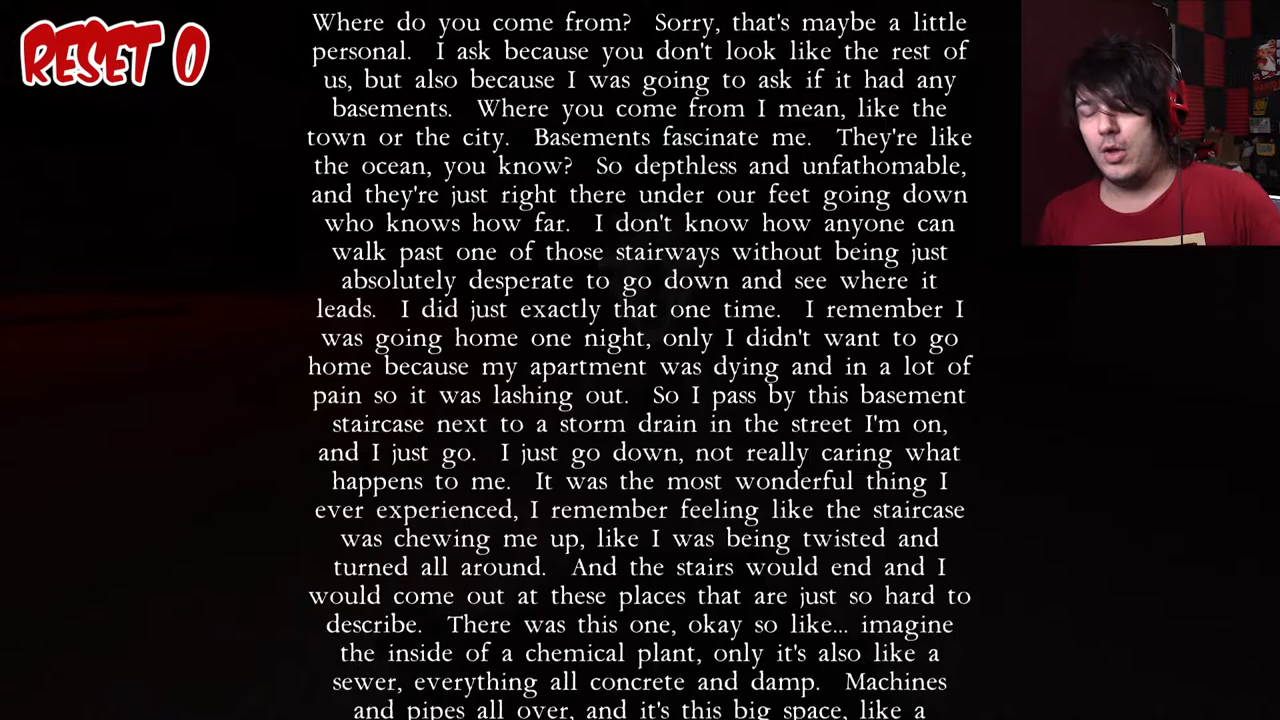 RESET 0
Where do you come from? Sorry, that's maybe a little
personal. I ask because you don't look like the rest of
us, but also because I was going to ask if it had any
basements. Where you come from I mean, like the
town or the city. Basements fascinate me. They're like
the ocean, you know? So depthless and unfathomable,
and they're just right there under our feet going down
who knows how far. I don't know how anyone can
walk past one of those stairways without being just
absolutely desperate to go down and see where it
leads. I did just exactly that one time. I remember I
was going home one night, only I didn't want to go
home because my apartment was dying and in a lot of
pain so it was lashing out. So I pass by this basement
staircase next to a storm drain in the street I'm on,
and I just go. I just go down, not really caring what
happens to me. It was the most wonderful thing I
ever experienced, I remember feeling like the staircase
was chewing me up, like I was being twisted and
turned all around. And the stairs would end and I
would come out at these places that are just so hard to
describe. There was this one, okay so like... imagine
the inside of a chemical plant, only it's also like a
sewer, everything all concrete and damp. Machines
and pipes all over, and it's this big space, like a